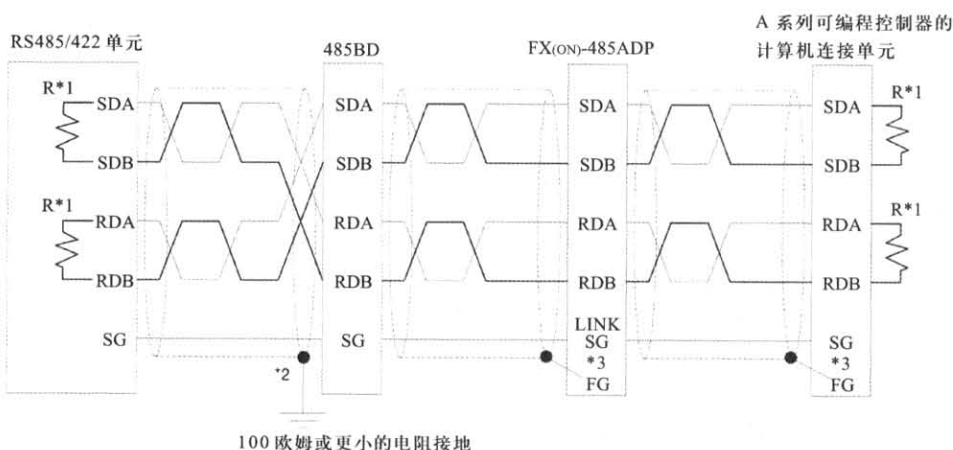 A 系列可编程控制器的
RS485/422 单元 485BD FX(ON)-485ADP 计算机连接单元
R*1 SDA SDA SDA SDA R*1
SDB SDB SDB SDB
R*1 RDA RDA RDA RDA R*1
RDB RDB RDB RDB
LINK
SG SG SG SG
*2 *3 *3
FG FG
100 欧姆或更小的电阻接地